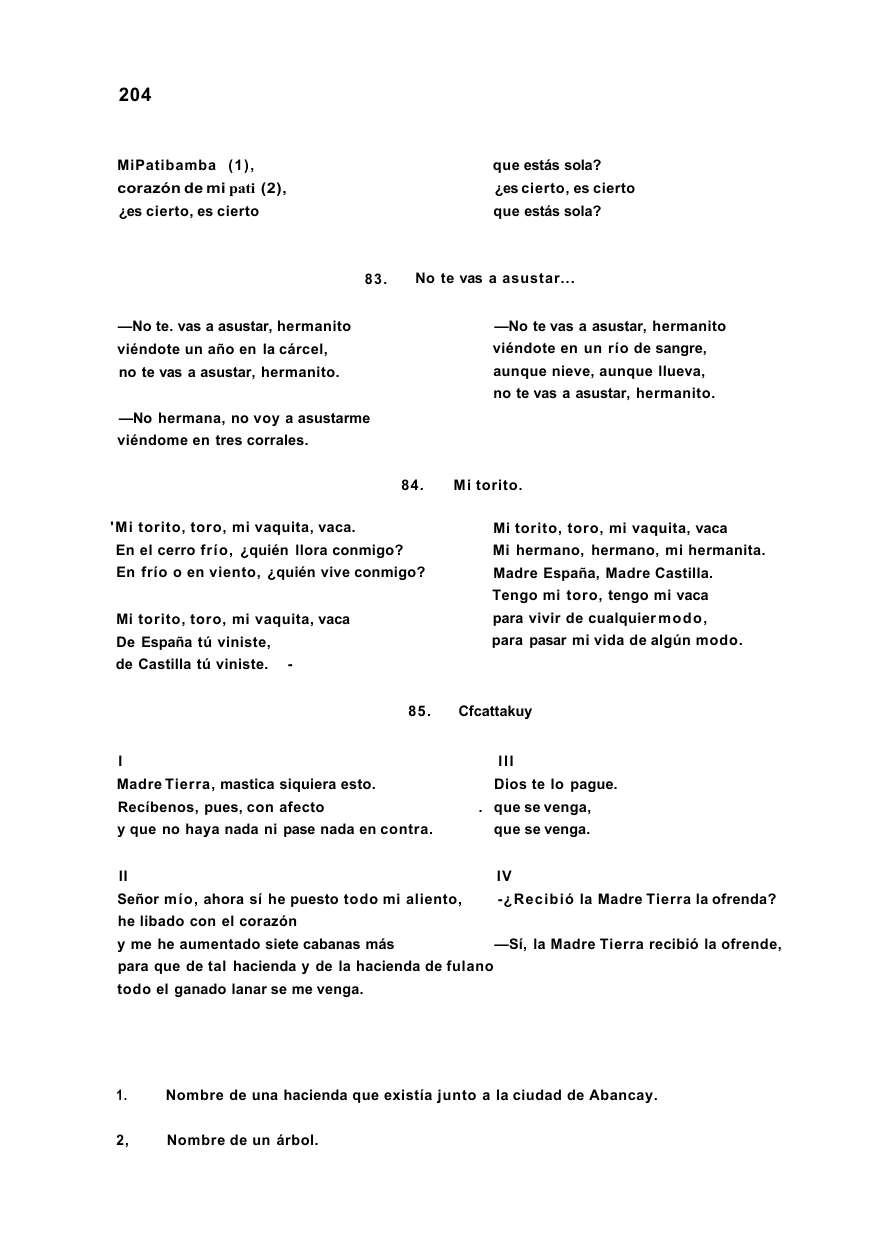 204
MiPatibamba (1),
corazón de mi pati (2),
¿es cierto, es cierto
que estás sola?
¿es cierto, es cierto
que estás sola?
83. No te vas a asustar...
—No te. vas a asustar, hermanito
viéndote un año en la cárcel,
no te vas a asustar, hermanito.
—No hermana, no voy a asustarme
viéndome en tres corrales.
—No te vas a asustar, hermanito
viéndote en un río de sangre,
aunque nieve, aunque llueva,
no te vas a asustar, hermanito.
84. Mi torito.
'Mi torito, toro, mi vaquita, vaca.
En el cerro frío, ¿quién llora conmigo?
En frío o en viento, ¿quién vive conmigo?
Mi torito, toro, mi vaquita, vaca
De España tú viniste,
de Castilla tú viniste. -
Mi torito, toro, mi vaquita, vaca
Mi hermano, hermano, mi hermanita.
Madre España, Madre Castilla.
Tengo mi toro, tengo mi vaca
para vivir de cualquier modo,
para pasar mi vida de algún modo.
85. Cfcattakuy
I
Madre Tierra, mastica siquiera esto.
Recíbenos, pues, con afecto
y que no haya nada ni pase nada en contra.
II
Señor mío, ahora sí he puesto todo mi aliento,
he libado con el corazón
y me he aumentado siete cabanas más
para que de tal hacienda y de la hacienda de fulano
todo el ganado lanar se me venga.
III
Dios te lo pague.
. que se venga,
que se venga.
IV
-¿Recibió la Madre Tierra la ofrenda?
—Sí, la Madre Tierra recibió la ofrende,
1. Nombre de una hacienda que existía junto a la ciudad de Abancay.
2, Nombre de un árbol.